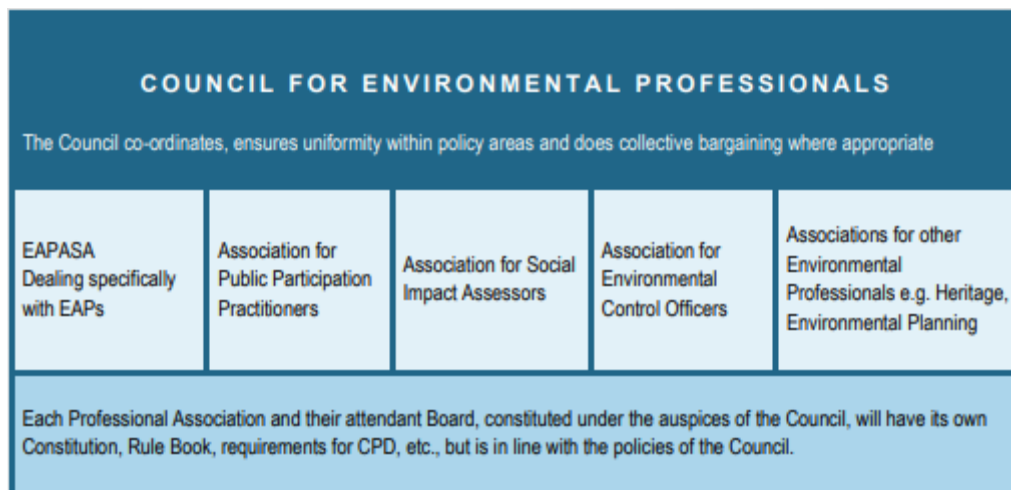 COUNCIL FOR ENVIRONMENTAL PROFESSIONALS
The Council co-ordinates, ensures uniformity within policy areas and does collective bargaining where appropriate
EAPASA
Dealing specifically
with EAPs
Association for
Public Participation
Practitioners
Association for Social
Impact Assessors
Association for
Environmental
Control Officers
Associations for other
Environmental
Professionals e.g. Heritage,
Environmental Planning
Each Professional Association and their attendant Board, constituted under the auspices of the Council, will have its own
Constitution, Rule Book, requirements for CPD, etc., but is in line with the policies of the Council.